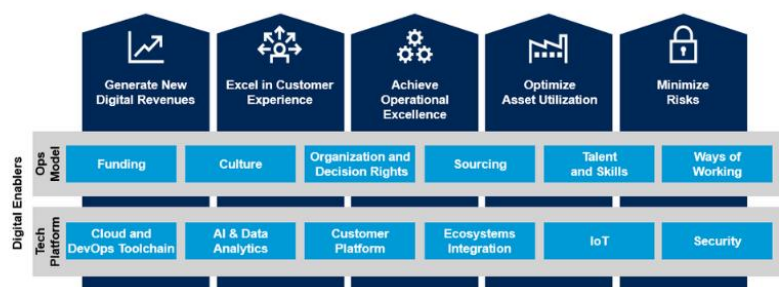 Generate New
Digital Revenues
Excel in Customer
Experience
Achieve
Operational
Excellence
Optimize
Asset Utilization
Minimize
Risks
Digital Enablers
Ops
Model
Funding
Culture
Organization and
Decision Rights
Sourcing
Talent
and Skills
Ways of
Working
Tech
Platform
Cloud and
DevOps Toolchain
AI & Data
Analytics
Customer
Platform
Ecosystems
Integration
IoT
Security